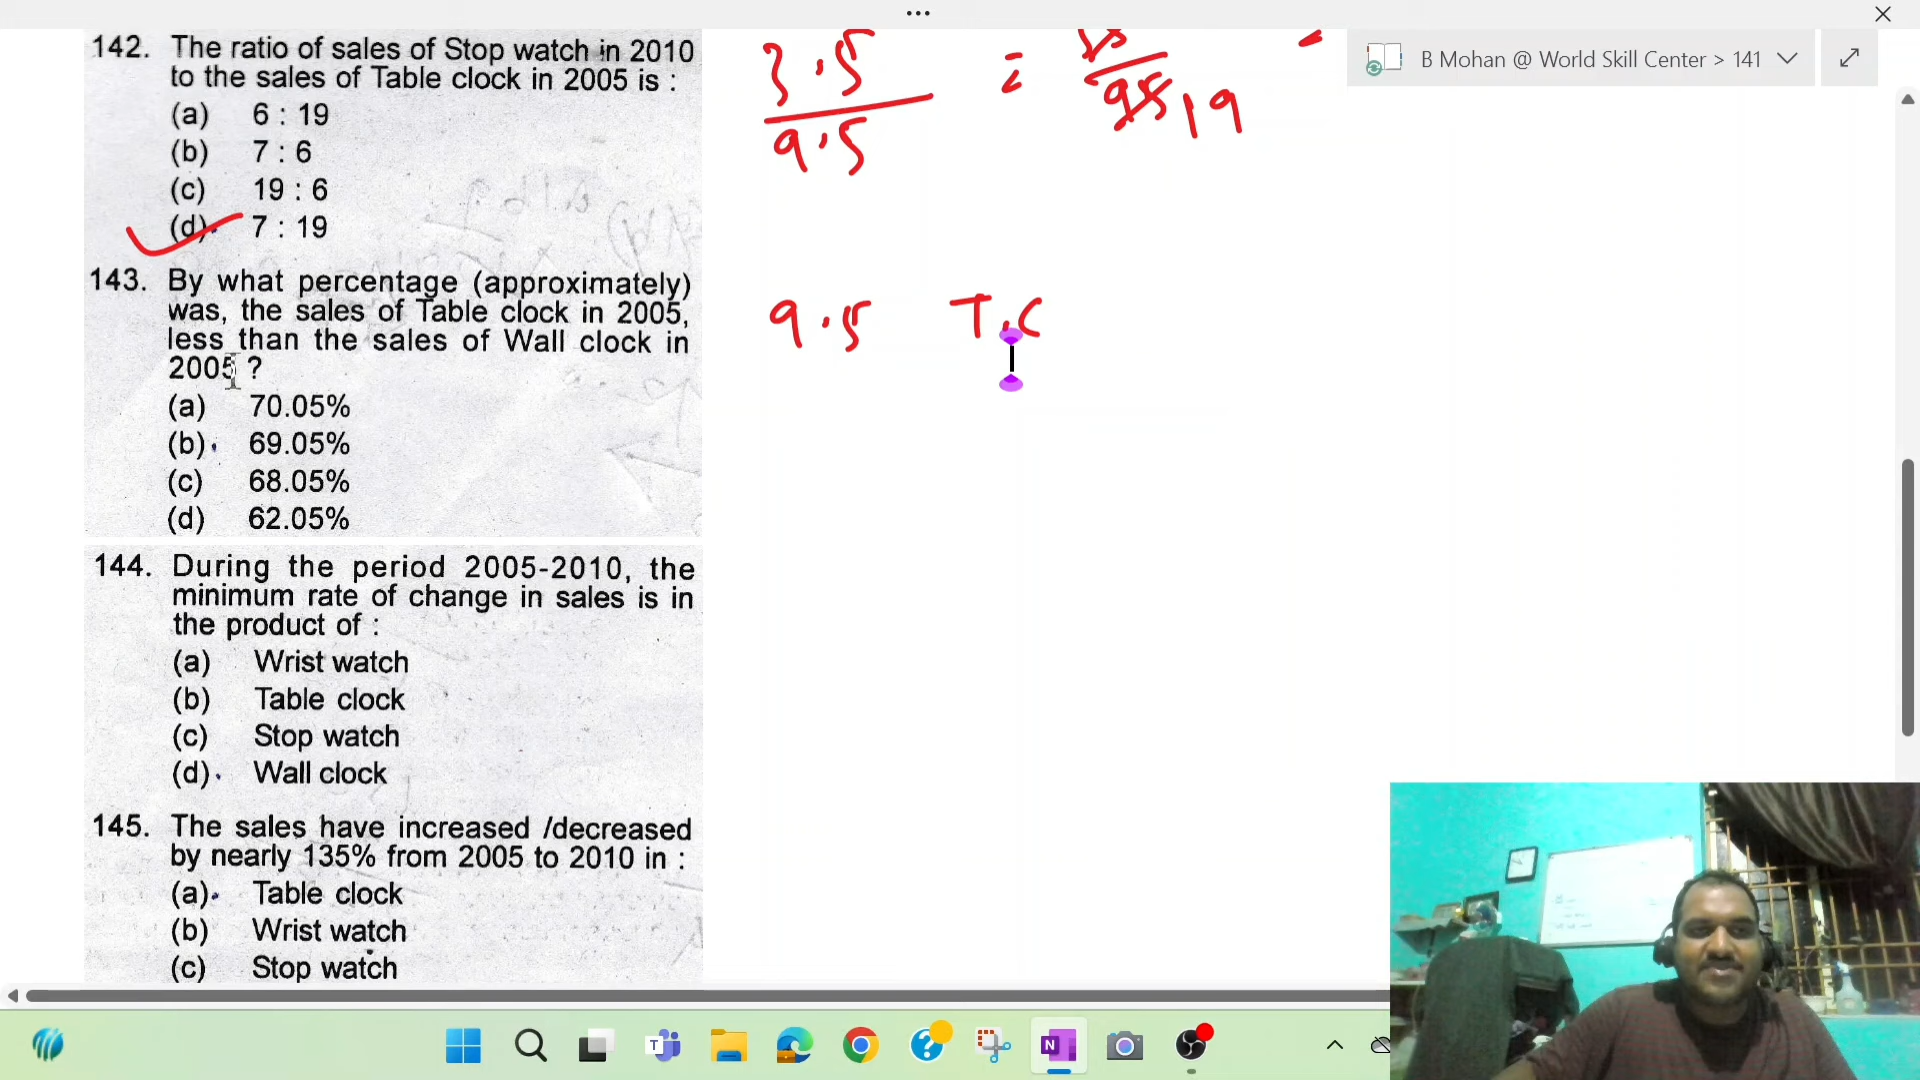 142. The ratio of sales of Stop watch in 2010
to the sales of Table clock in 2005 is :
(a) 6 : 19
(b) 7 : 6
(c) 19 : 6
(d) 7 : 19
143. By what percentage (approximately)
was, the sales of Table clock in 2005,
less than the sales of Wall clock in
2005 ?
(a) 70.05%
(b) 69.05%
(c) 68.05%
(d) 62.05%
144. During the period 2005-2010, the
minimum rate of change in sales is in
the product of :
(a) Wrist watch
(b) Table clock
(c) Stop watch
(d) Wall clock
145. The sales have increased /decreased
by nearly 135% from 2005 to 2010 in :
(a) Table clock
(b) Wrist watch
(c) Stop watch
3.5
9.5
=
95 19
9.5 T.C
B Mohan @ World Skill Center > 141